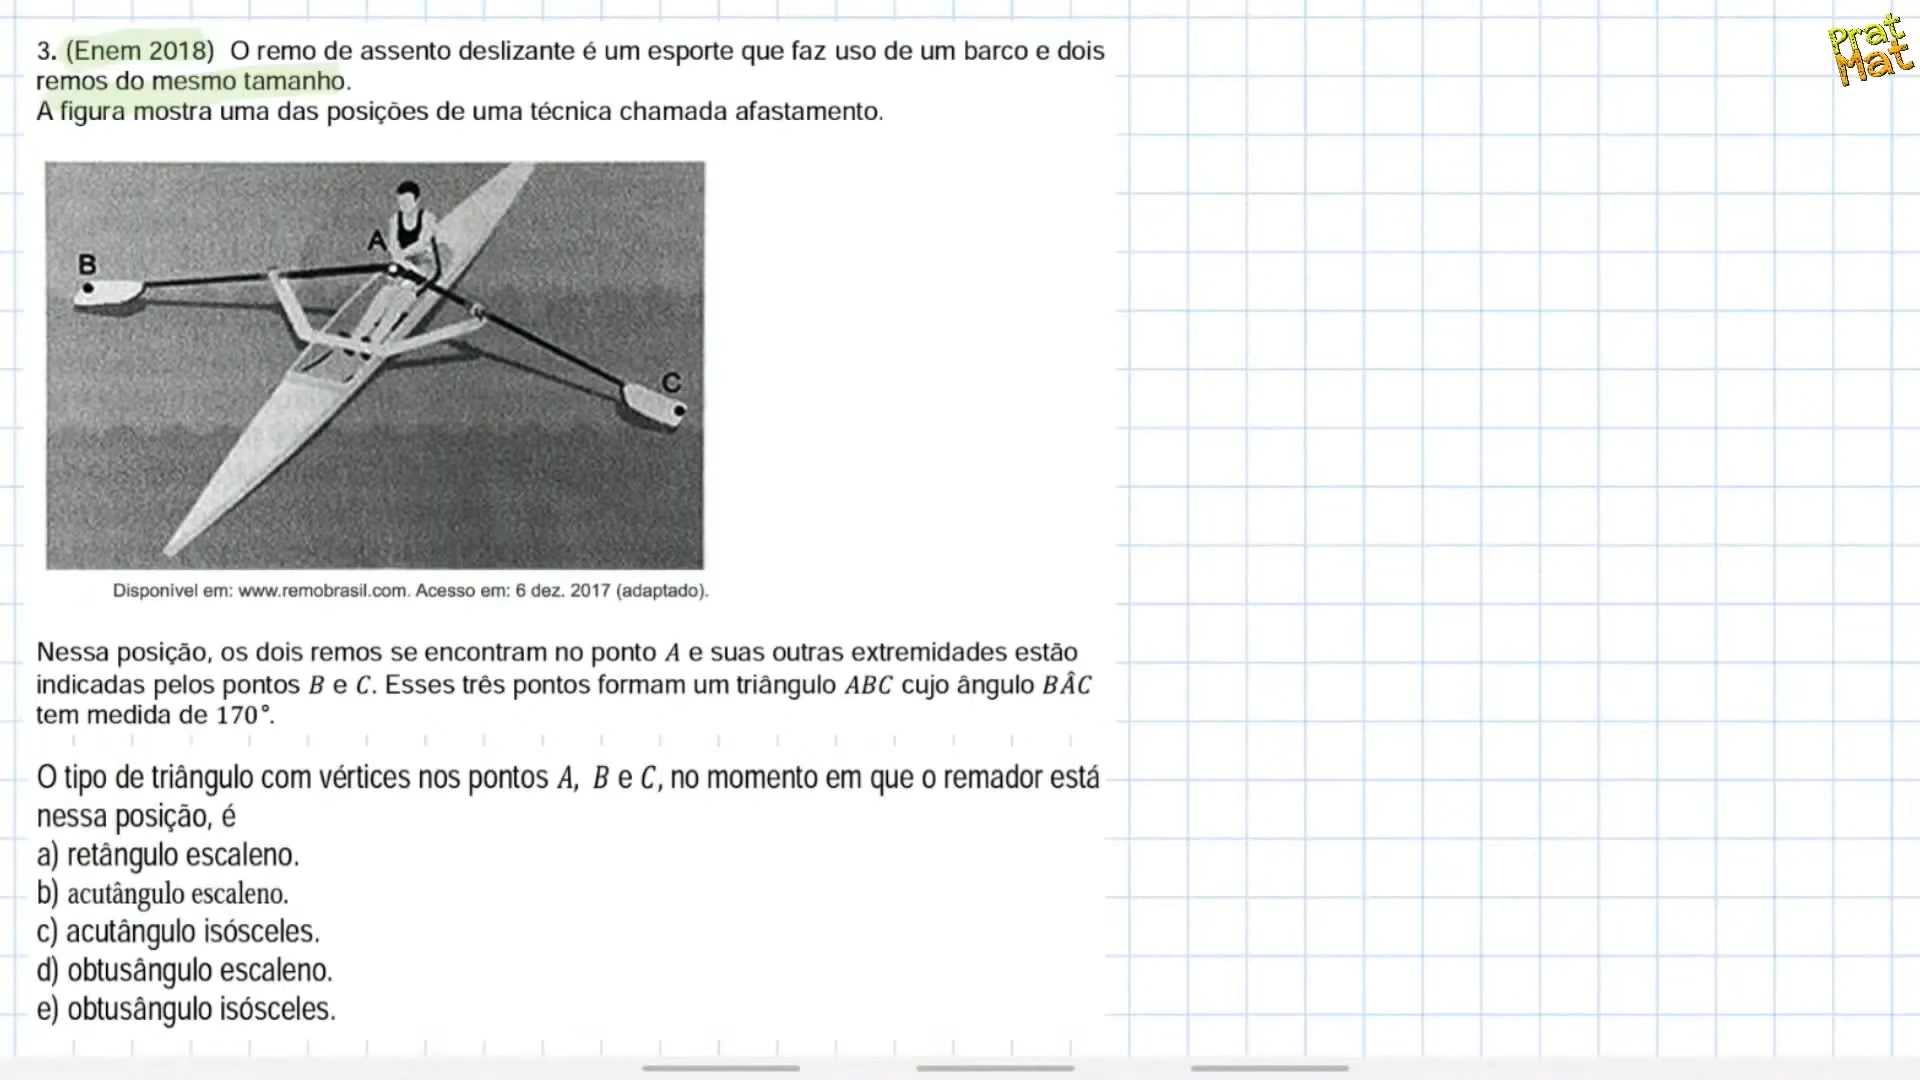 3. (Enem 2018) O remo de assento deslizante é um esporte que faz uso de um barco e dois
remos do mesmo tamanho.
A figura mostra uma das posições de uma técnica chamada afastamento.
A
B
C
Disponível em: www.remobrasil.com. Acesso em: 6 dez. 2017 (adaptado).
Nessa posição, os dois remos se encontram no ponto A e suas outras extremidades estão
indicadas pelos pontos B e C. Esses três pontos formam um triângulo ABC cujo ângulo BÂC
tem medida de 170°.
O tipo de triângulo com vértices nos pontos A, B e C, no momento em que o remador está
nessa posição, é
a) retângulo escaleno.
b) acutângulo escaleno.
c) acutângulo isósceles.
d) obtusângulo escaleno.
e) obtusângulo isósceles.
Prat
Mat